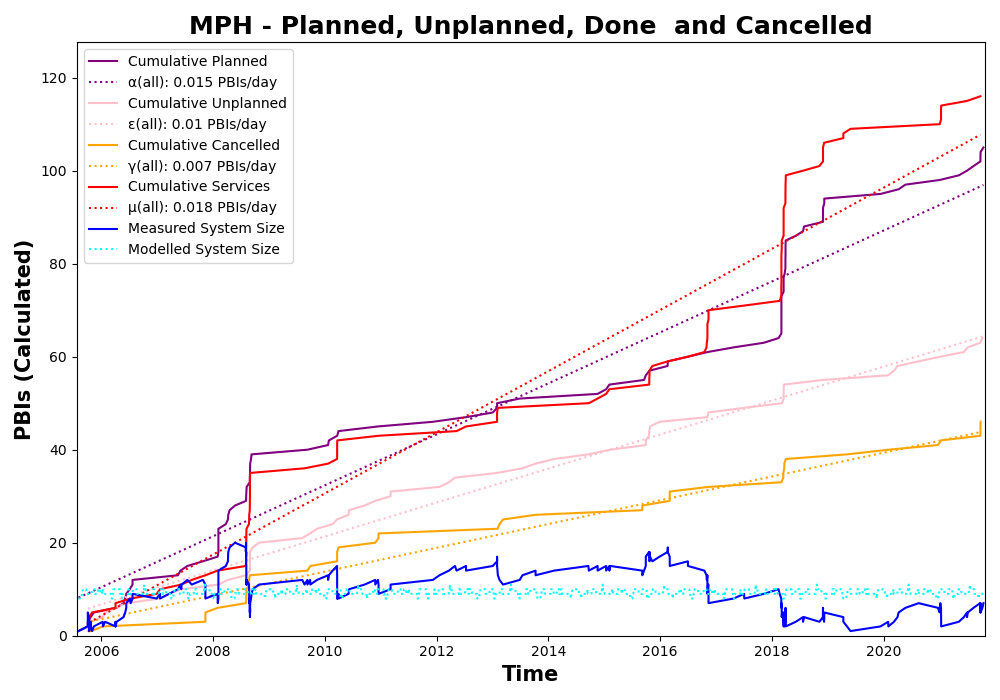 MPH - Planned, Unplanned, Done  and Cancelled
Cumulative Planned
α(all): 0.015 PBIs/day
Cumulative Unplanned
ε(all): 0.01 PBIs/day
Cumulative Cancelled
γ(all): 0.007 PBIs/day
Cumulative Services
μ(all): 0.018 PBIs/day
Measured System Size
Modelled System Size
PBIs (Calculated)
120
100
80
60
40
20
0
2006 2008 2010 2012 2014 2016 2018 2020
Time